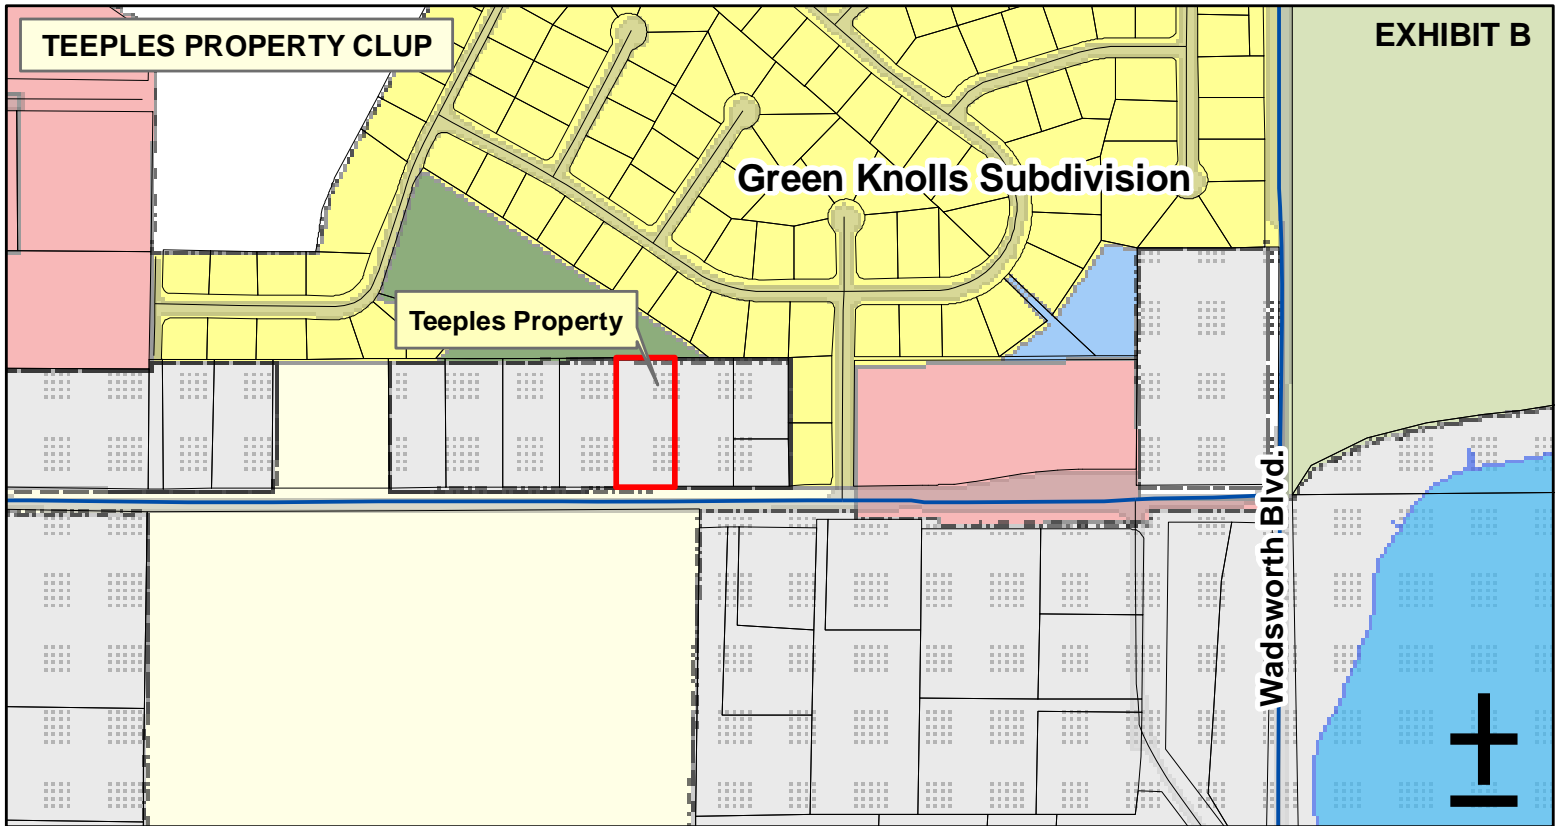 TEEPLES PROPERTY CLUP
EXHIBIT B
Green Knolls Subdivision
Teeples Property
Wadsworth Blvd.